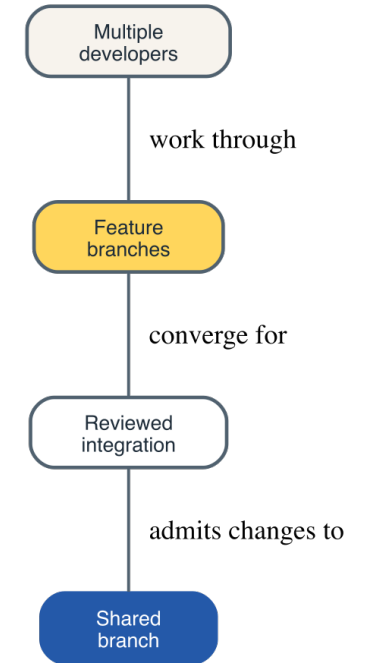 Multiple
developers
work through
Feature
branches
converge for
Reviewed
integration
admits changes to
Shared
branch